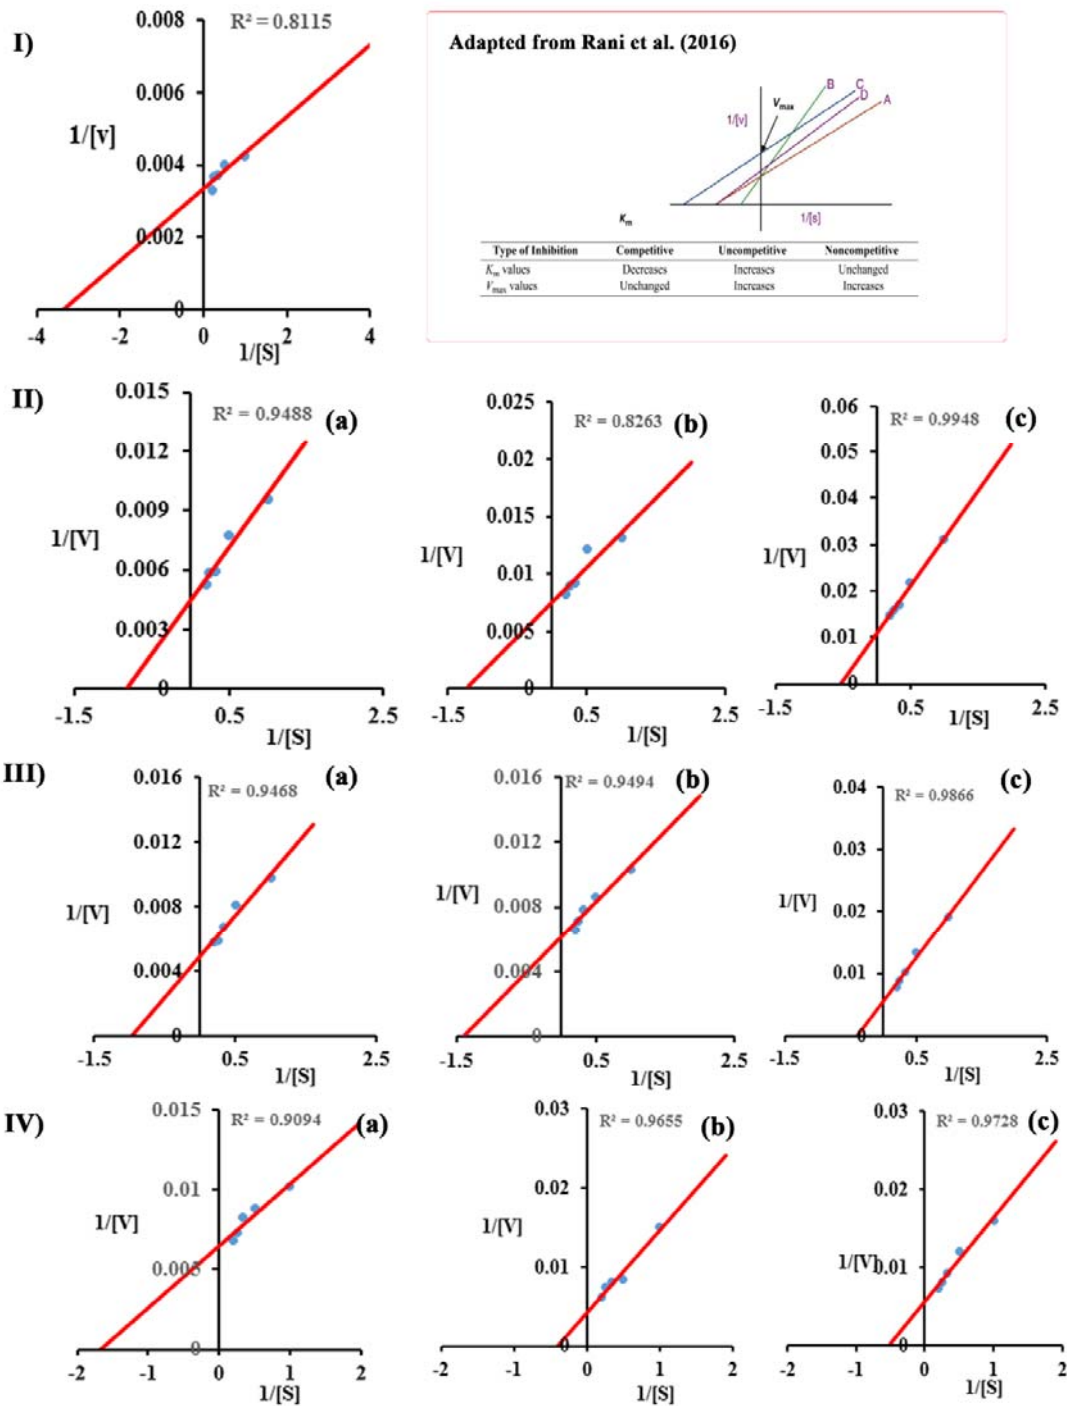 I)
R² = 0.8115
0.008
0.006
1/[v]
0.004
0.002
0
-4 -2 0 2 4
1/[S]
Adapted from Rani et al. (2016)
B
C
D
A
Vmax
1/[v]
Km
1/[s]
Type of Inhibition Competitive Uncompetitive Noncompetitive
Km values Decreases Increases Unchanged
Vmax values Unchanged Increases Increases
II)
0.015
R² = 0.9488 (a)
0.012
0.009
1/[V]
0.006
0.003
0
-1.5 0.5 2.5
1/[S]
0.025
R² = 0.8263 (b)
0.02
0.015
1/[V]
0.01
0.005
0
-1.5 0.5 2.5
1/[S]
0.06
R² = 0.9948 (c)
0.05
0.04
0.03
1/[V]
0.02
0.01
0
-1.5 0.5 2.5
1/[S]
III)
0.016
(a)
R² = 0.9468
0.012
0.008
1/[V]
0.004
0
-1.5 0.5 2.5
1/[S]
0.016
R² = 0.9494 (b)
0.012
1/[V]
0.008
0.004
0
-1.5 0.5 2.5
1/[S]
0.04
(c)
R² = 0.9866
0.03
1/[V]
0.02
0.01
0
-1.5 0.5 2.5
1/[S]
IV)
0.015
R² = 0.9094 (a)
0.01
1/[V]
0.005
0
-2 -1 0 1 2
1/[S]
0.03
R² = 0.9655 (b)
0.02
1/[V]
0.01
0
-2 -1 0 1 2
1/[S]
0.03
R² = 0.9728 (c)
0.02
1/[V]
0.01
0
-2 -1 0 1 2
1/[S]